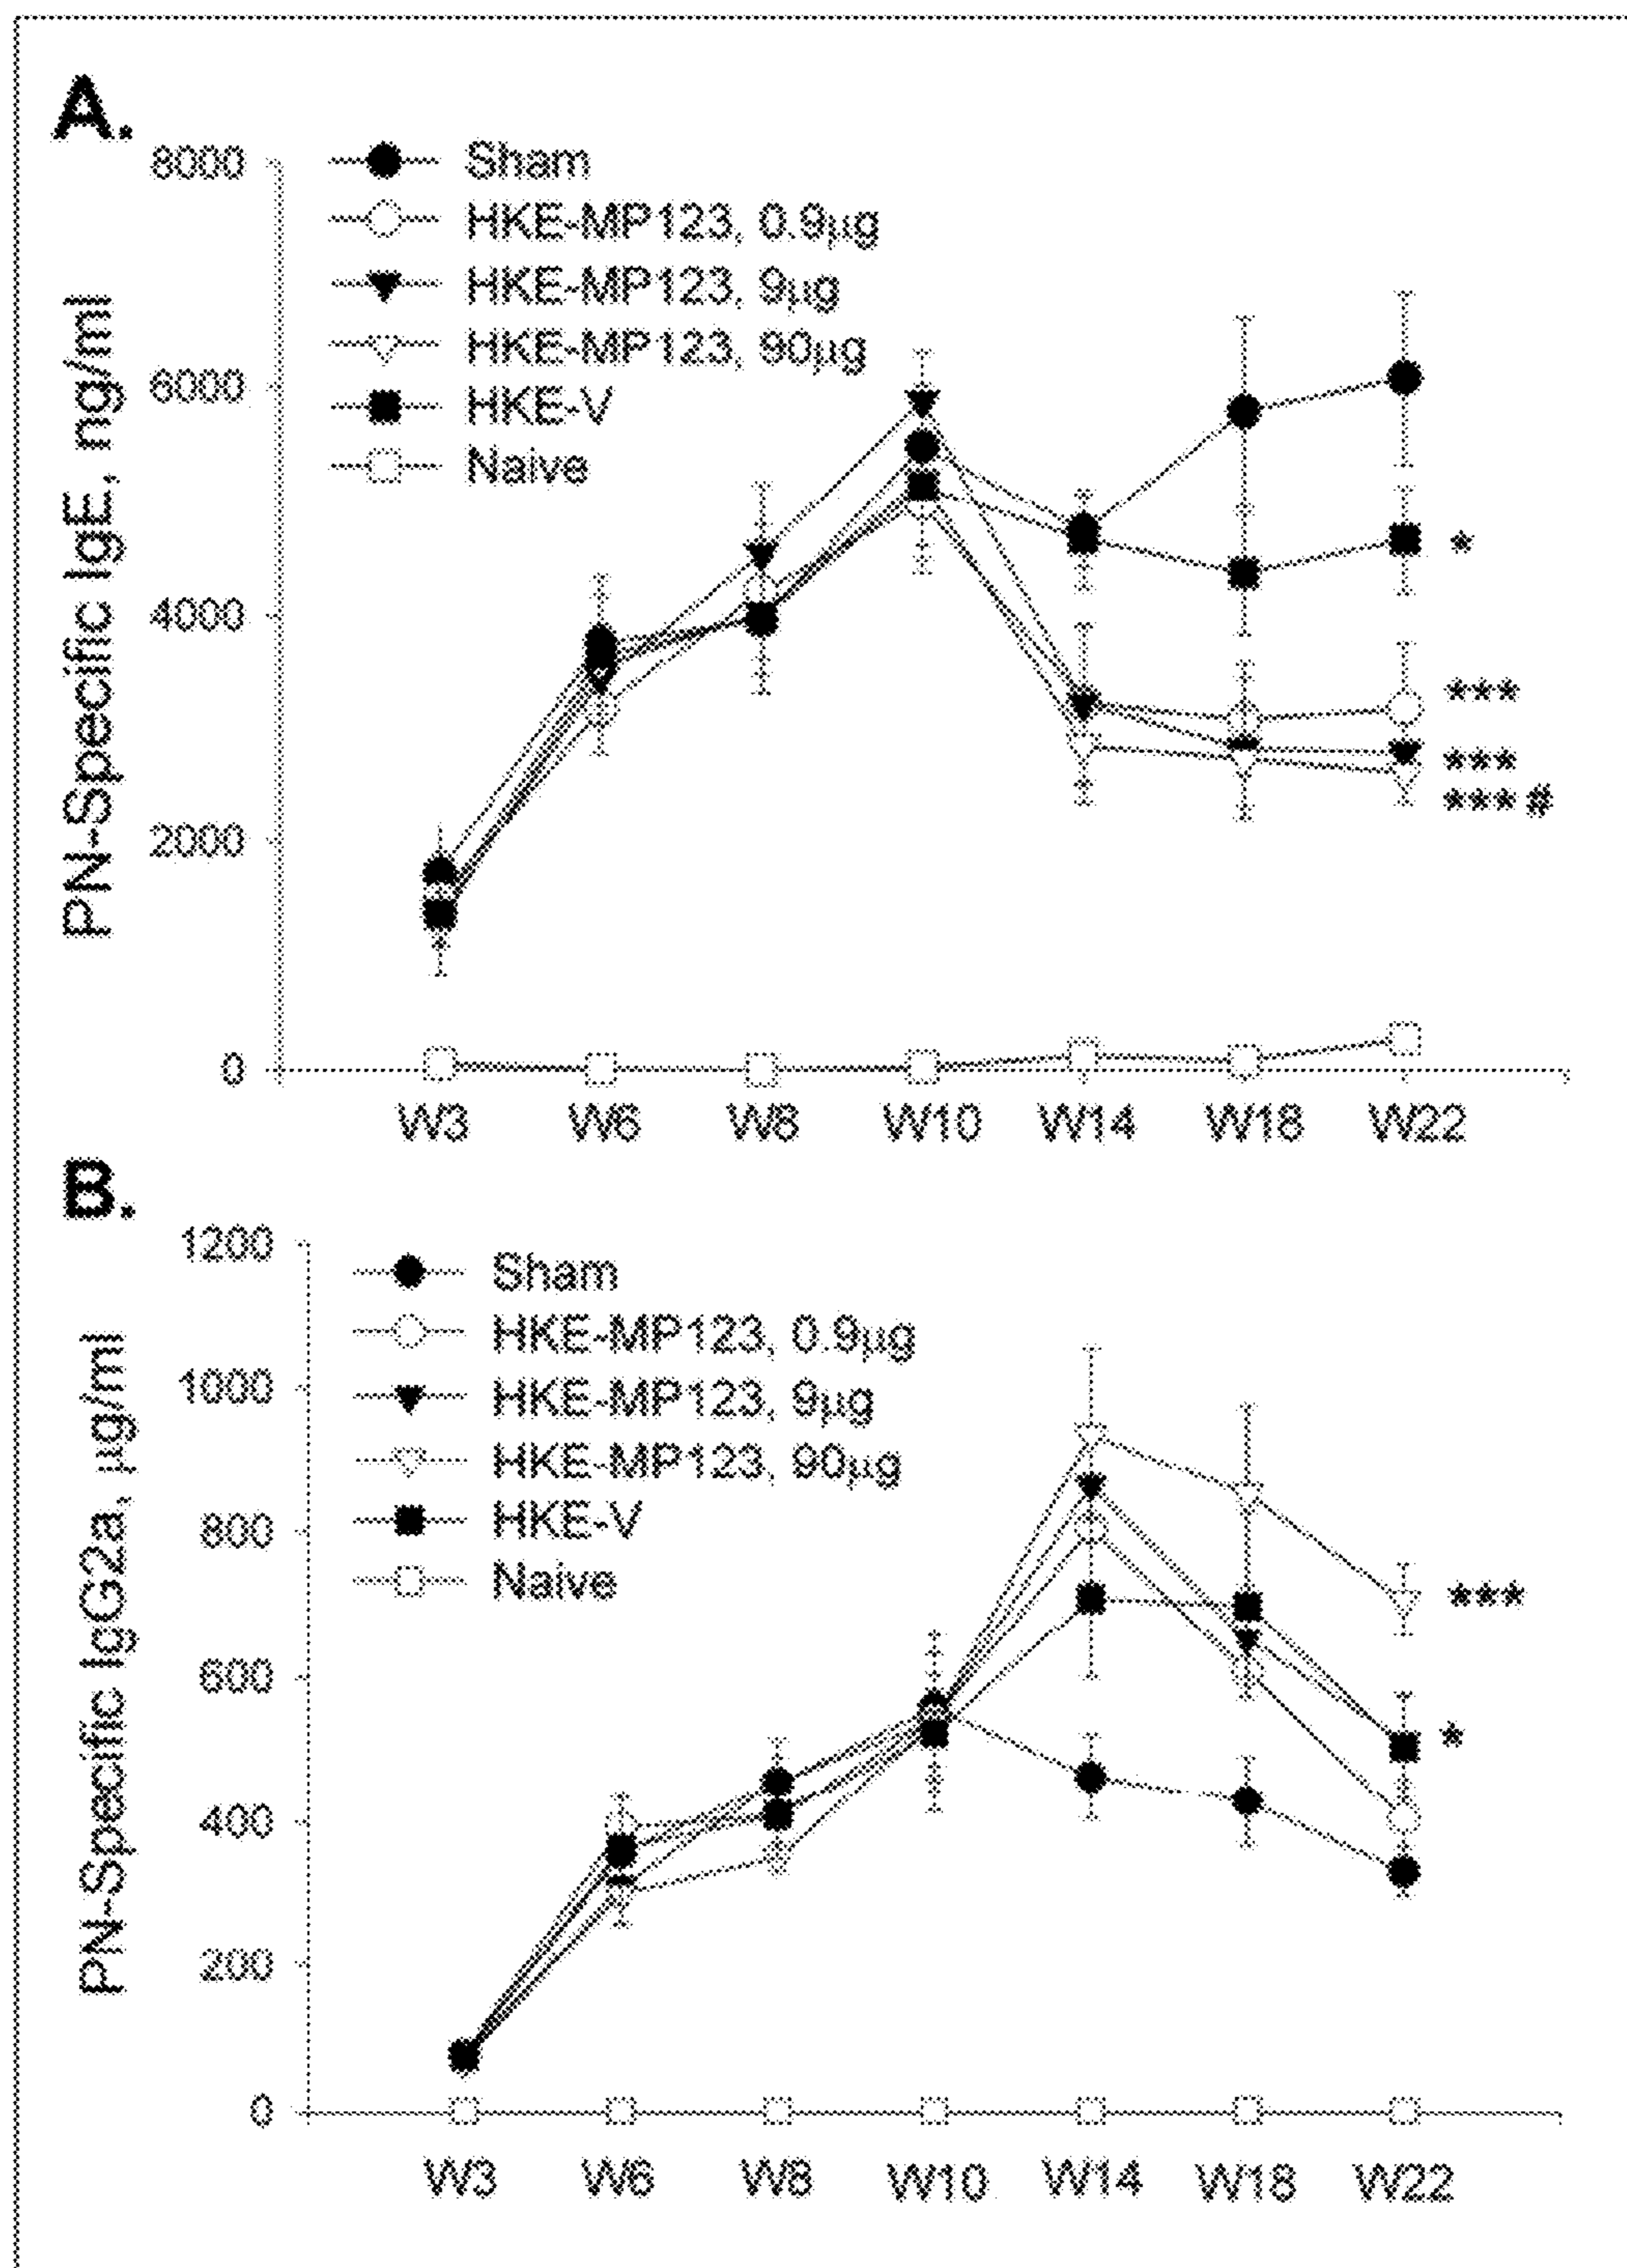 A.
PN-Specific IgE, ng/ml
8000
6000
4000
2000
0
Sham
HKE-MP123, 0.9µg
HKE-MP123, 9µg
HKE-MP123, 90µg
HKE-V
Naive
*
***
***
*** #
W3 W6 W8 W10 W14 W18 W22
B.
PN-Specific IgG2a, µg/ml
1200
1000
800
600
400
200
0
Sham
HKE-MP123, 0.9µg
HKE-MP123, 9µg
HKE-MP123, 90µg
HKE-V
Naive
***
*
W3 W6 W8 W10 W14 W18 W22